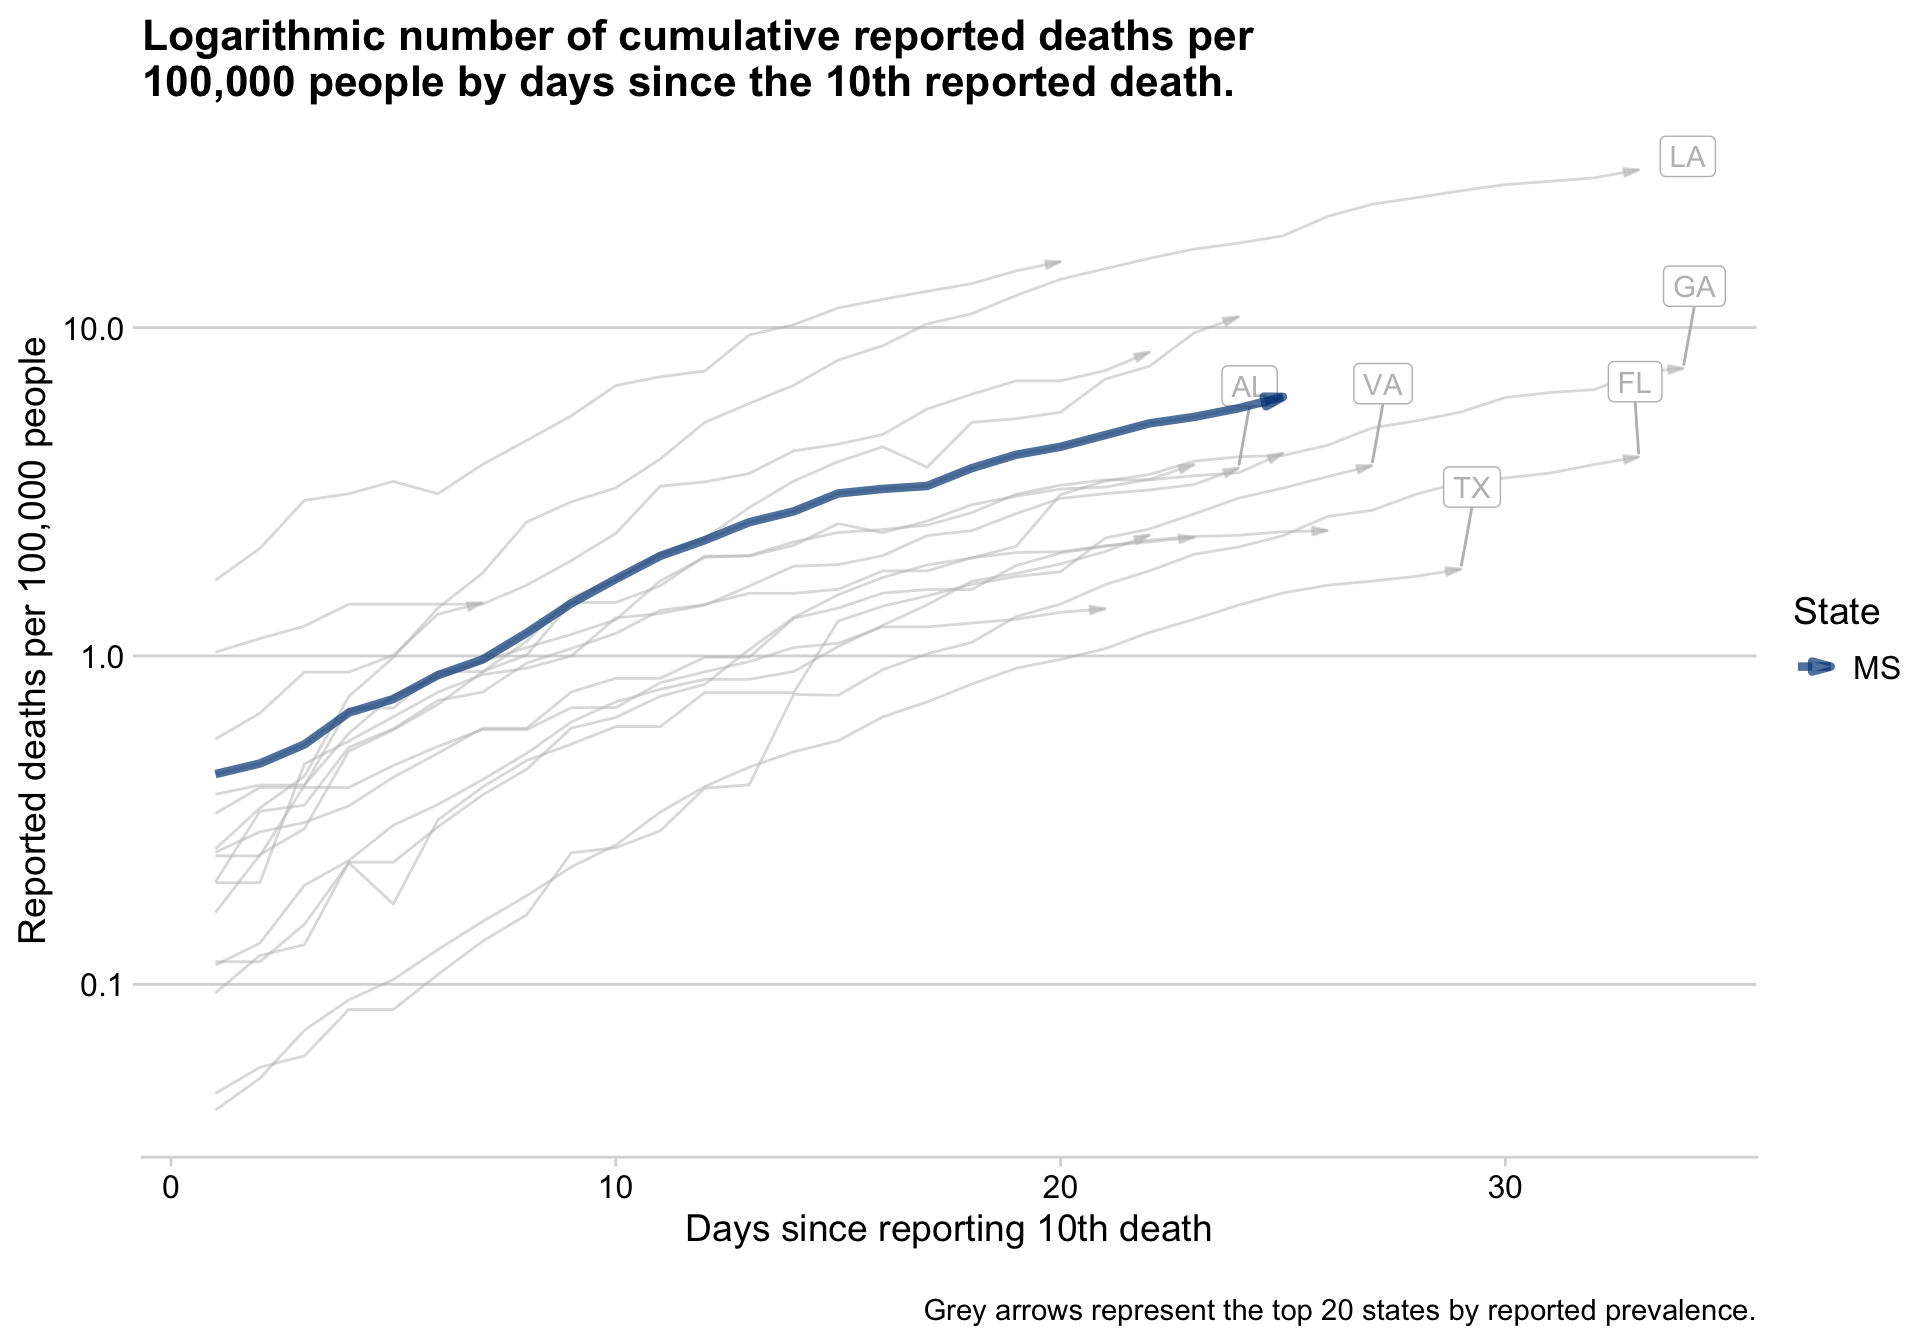 Logarithmic number of cumulative reported deaths per
100,000 people by days since the 10th reported death.
Reported deaths per 100,000 people
10.0
1.0
0.1
LA
GA
AL
VA
FL
TX
State
MS
0
10
20
30
Days since reporting 10th death
Grey arrows represent the top 20 states by reported prevalence.